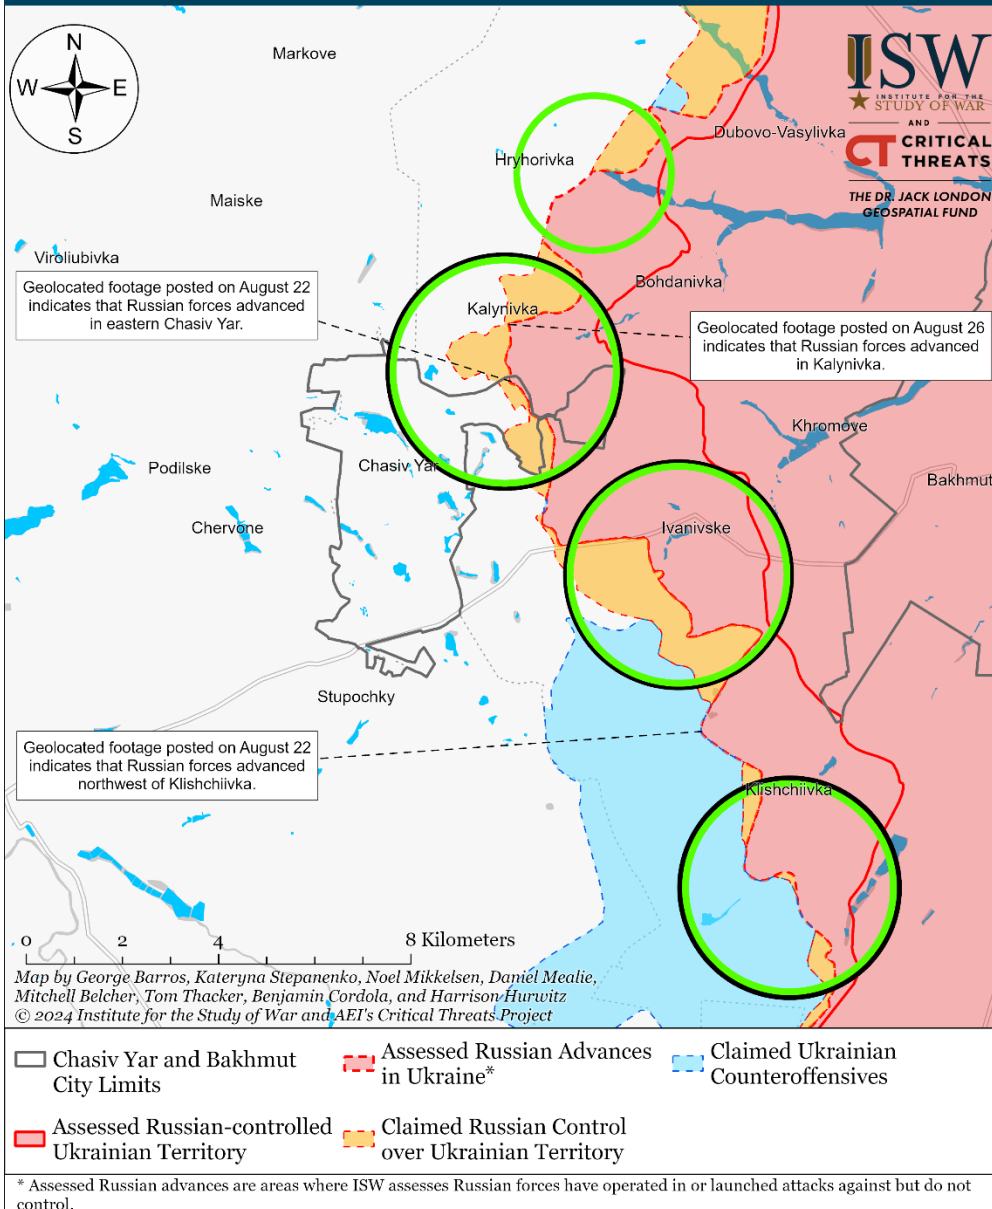 N
W
E
S
Markove
ISW
INSTITUTE FOR THE
STUDY OF WAR
AND
CT CRITICAL
THREATS
THE DR. JACK LONDON
GEOSPATIAL FUND
Dubovo-Vasylivka
Hryhorivka
Maiske
Viroliubivka
Geolocated footage posted on August 22
indicates that Russian forces advanced
in eastern Chasiv Yar.
Bohdanivka
Kalynivka
Geolocated footage posted on August 26
indicates that Russian forces advanced
in Kalynivka.
Khromove
Podilske
Chasiv Yar
Bakhmut
Chervone
Ivanivske
Stupochky
Geolocated footage posted on August 22
indicates that Russian forces advanced
northwest of Klishchiivka.
Klishchiivka
0 2 4 8 Kilometers
Map by George Barros, Kateryna Stepanenko, Noel Mikkelsen, Daniel Mealie,
Mitchell Belcher, Tom Thacker, Benjamin Cordola, and Harrison Hurwitz
© 2024 Institute for the Study of War and AEI's Critical Threats Project
Chasiv Yar and Bakhmut
City Limits
Assessed Russian Advances
in Ukraine*
Claimed Ukrainian
Counteroffensives
Assessed Russian-controlled
Ukrainian Territory
Claimed Russian Control
over Ukrainian Territory
* Assessed Russian advances are areas where ISW assesses Russian forces have operated in or launched attacks against but do not
control.